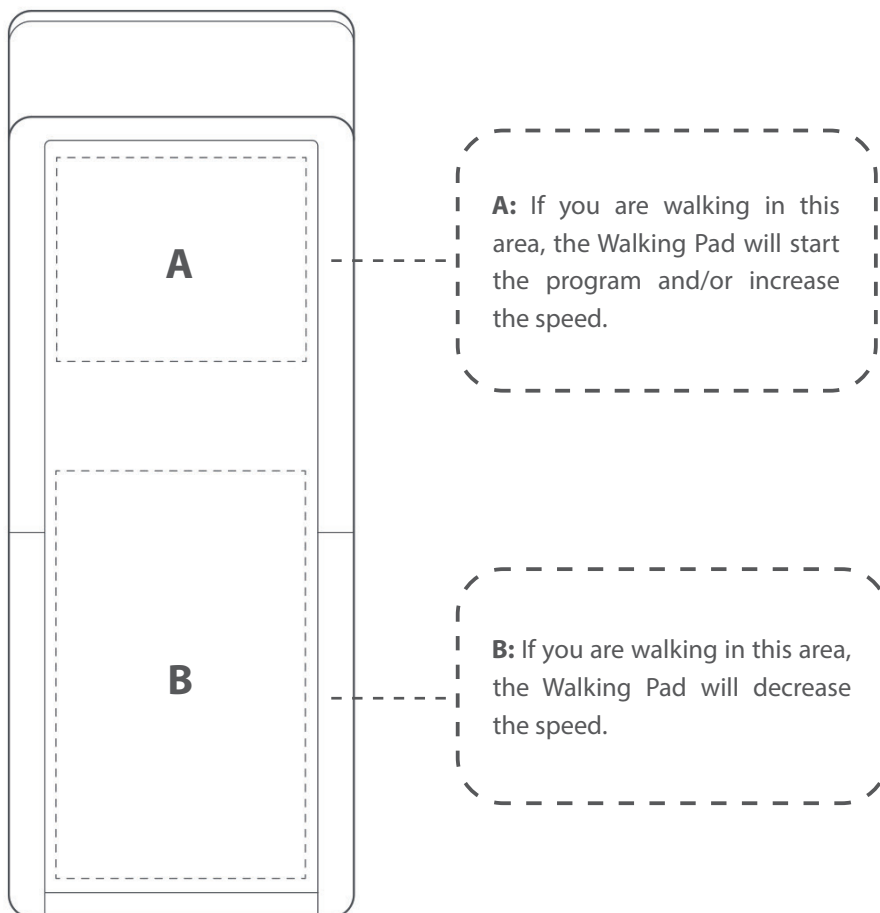 A
A: If you are walking in this
area, the Walking Pad will start
the program and/or increase
the speed.
B
B: If you are walking in this area,
the Walking Pad will decrease
the speed.